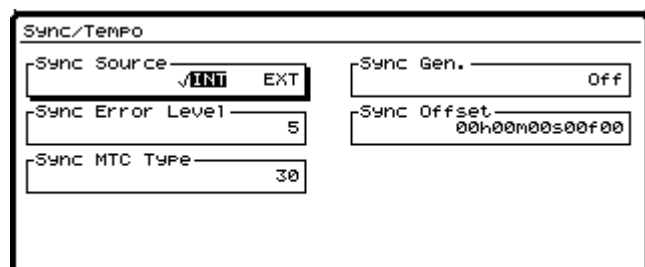 Sync/Tempo
Sync Source
√INT EXT
Sync Gen.
Off
Sync Error Level
5
Sync Offset
00h00m00s00f00
Sync MTC Type
30